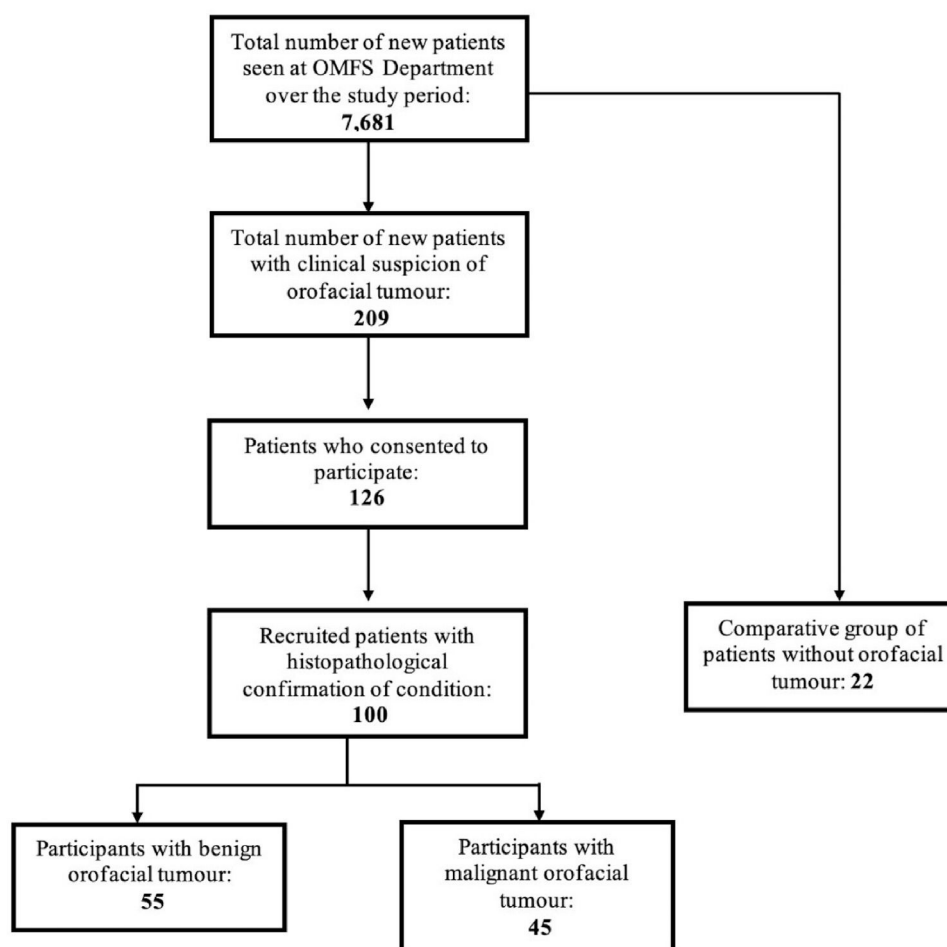 Total number of new patients
seen at OMFS Department
over the study period:
7,681
Total number of new patients
with clinical suspicion of
orofacial tumour:
209
Patients who consented to
participate:
126
Recruited patients with
histopathological
confirmation of condition:
100
Comparative group of
patients without orofacial
tumour: 22
Participants with benign
orofacial tumour:
55
Participants with
malignant orofacial
tumour:
45